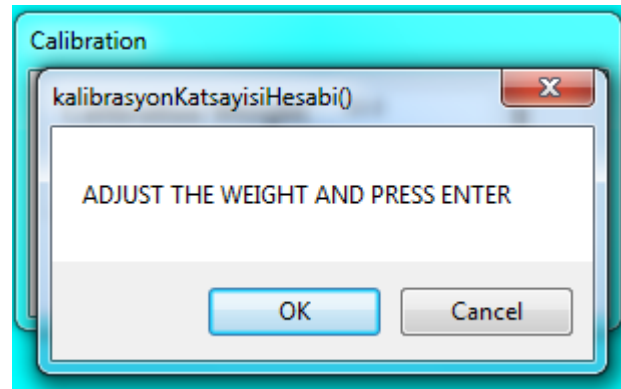 Calibration
kalibrasyonKatsayisiHesabi()
ADJUST THE WEIGHT AND PRESS ENTER
OK
Cancel